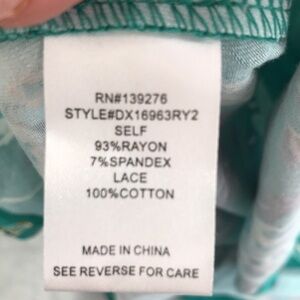 RN#139276
STYLE#DX16963RY2
SELF
93%RAYON
7%SPANDEX
LACE
100%COTTON
MADE IN CHINA
SEE REVERSE FOR CARE